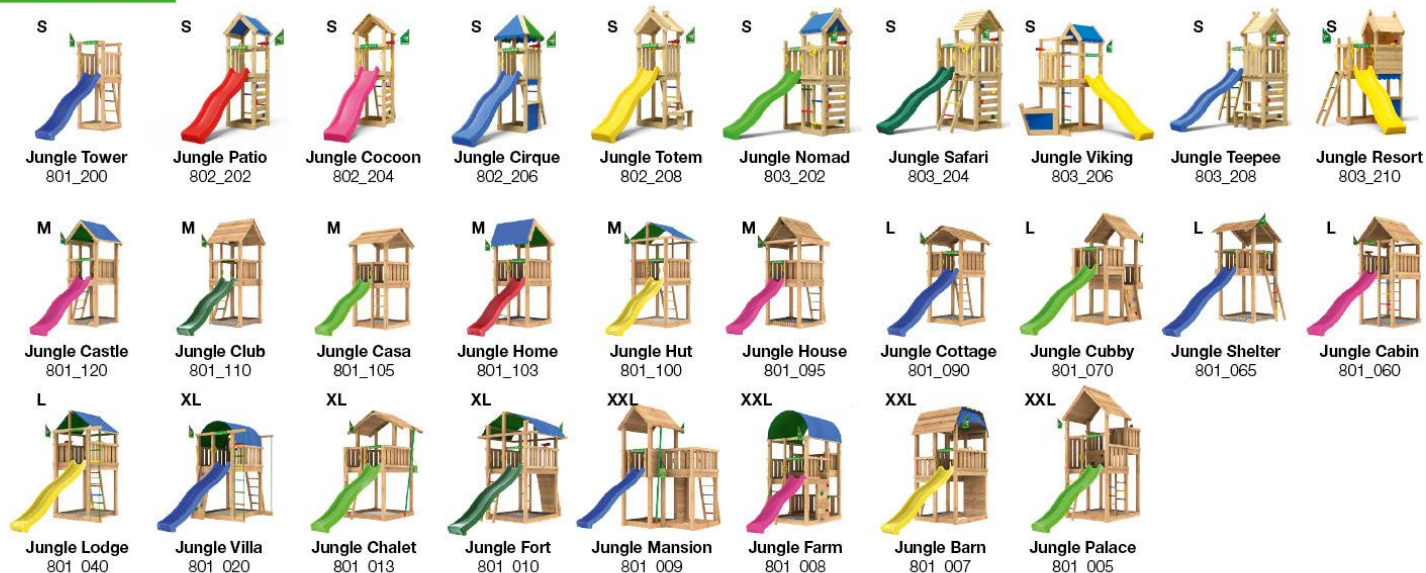 S S S S S S S S S S
Jungle Tower Jungle Patio Jungle Cocoon Jungle Cirque Jungle Totem Jungle Nomad Jungle Safari Jungle Viking Jungle Teepee Jungle Resort
801_200 802_202 802_204 802_206 802_208 803_202 803_204 803_206 803_208 803_210
M M M M M M L L L L
Jungle Castle Jungle Club Jungle Casa Jungle Home Jungle Hut Jungle House Jungle Cottage Jungle Cubby Jungle Shelter Jungle Cabin
801_120 801_110 801_105 801_103 801_100 801_095 801_090 801_070 801_065 801_060
L XL XL XL XXL XXL XXL XXL
Jungle Lodge Jungle Villa Jungle Chalet Jungle Fort Jungle Mansion Jungle Farm Jungle Barn Jungle Palace
801_040 801_020 801_013 801_010 801_009 801_008 801_007 801_005